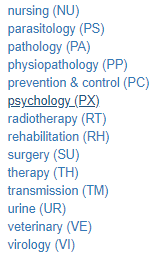 nursing (NU)
parasitology (PS)
pathology (PA)
physiopathology (PP)
prevention & control (PC)
psychology (PX)
radiotherapy (RT)
rehabilitation (RH)
surgery (SU)
therapy (TH)
transmission (TM)
urine (UR)
veterinary (VE)
virology (VI)